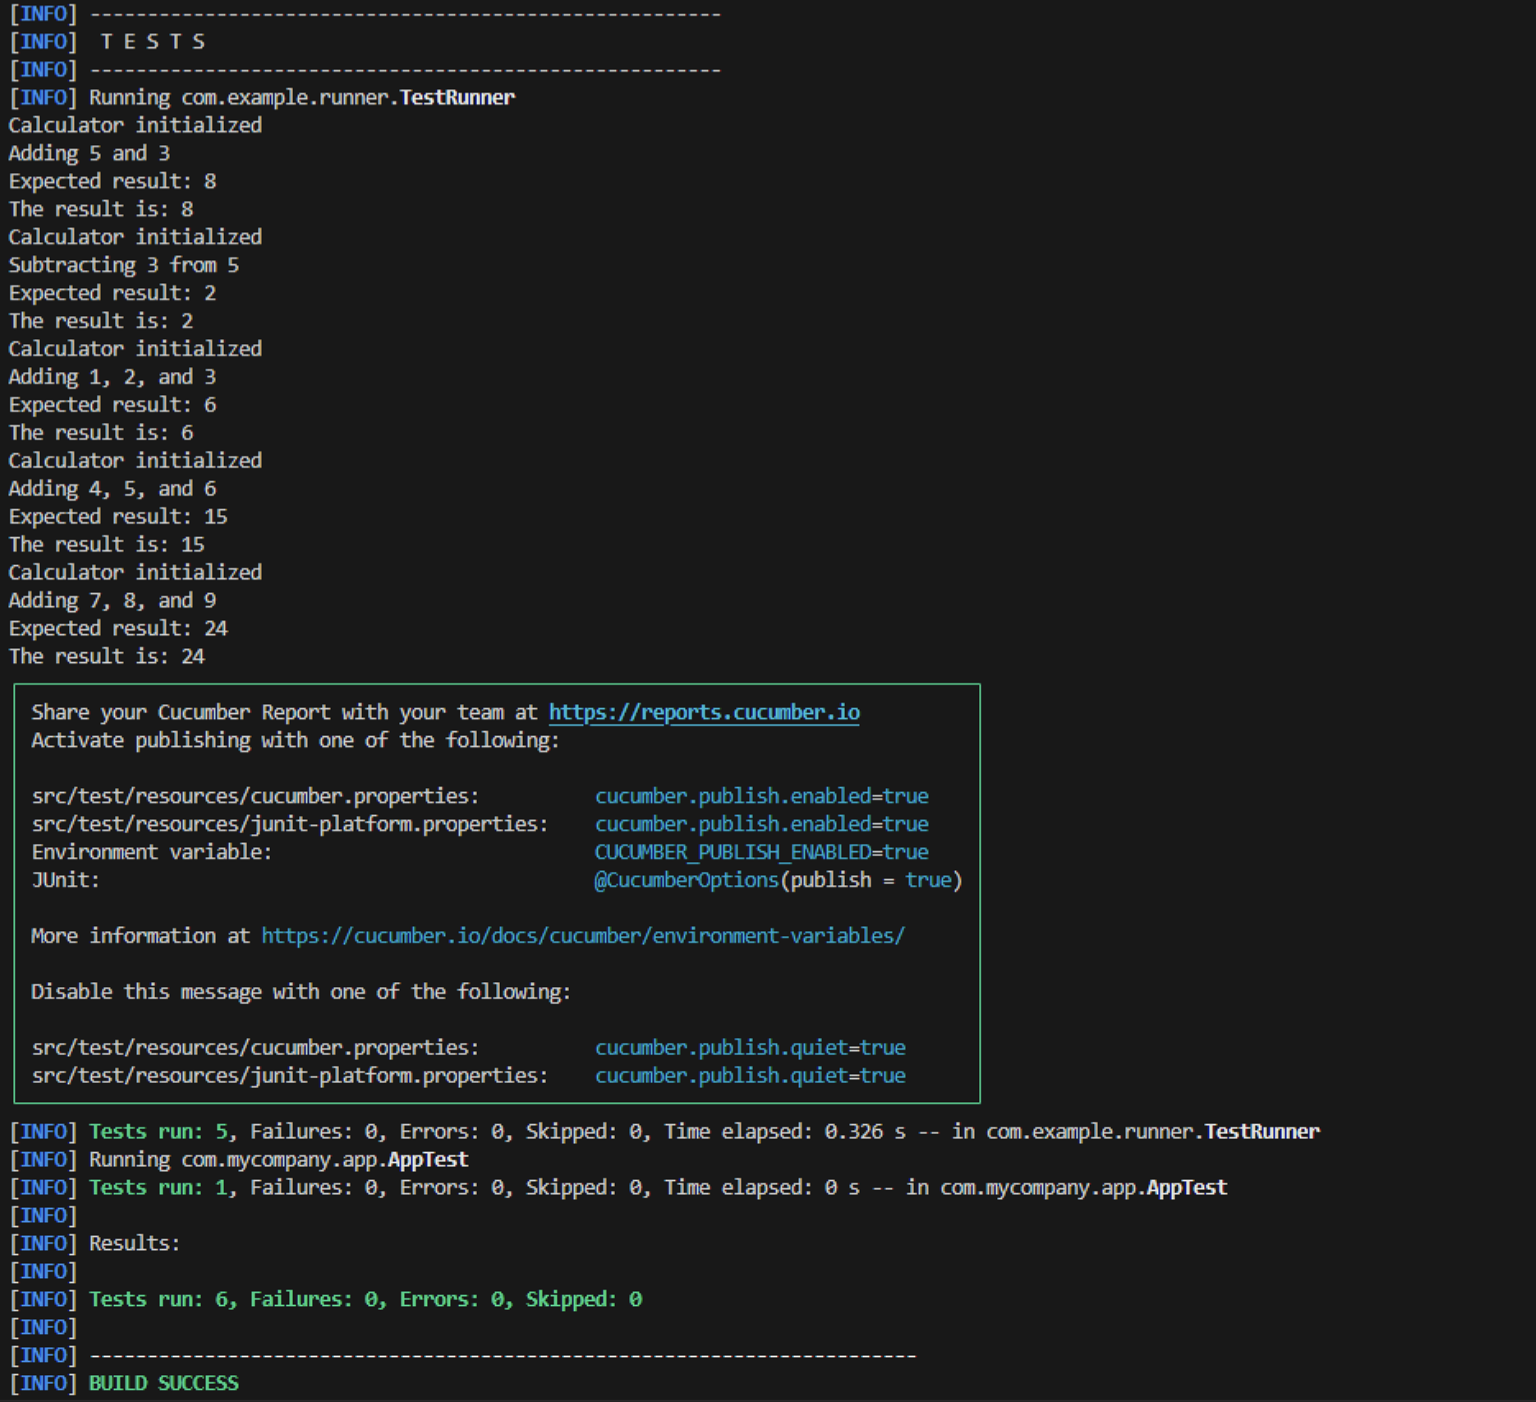 [INFO] -------------------------------------------------------
[INFO]  T E S T S
[INFO] -------------------------------------------------------
[INFO] Running com.example.runner.TestRunner
Calculator initialized
Adding 5 and 3
Expected result: 8
The result is: 8
Calculator initialized
Subtracting 3 from 5
Expected result: 2
The result is: 2
Calculator initialized
Adding 1, 2, and 3
Expected result: 6
The result is: 6
Calculator initialized
Adding 4, 5, and 6
Expected result: 15
The result is: 15
Calculator initialized
Adding 7, 8, and 9
Expected result: 24
The result is: 24
Share your Cucumber Report with your team at https://reports.cucumber.io
Activate publishing with one of the following:
src/test/resources/cucumber.properties:          cucumber.publish.enabled=true
src/test/resources/junit-platform.properties:    cucumber.publish.enabled=true
Environment variable:                            CUCUMBER_PUBLISH_ENABLED=true
JUnit:                                           @CucumberOptions(publish = true)
More information at https://cucumber.io/docs/cucumber/environment-variables/
Disable this message with one of the following:
src/test/resources/cucumber.properties:          cucumber.publish.quiet=true
src/test/resources/junit-platform.properties:    cucumber.publish.quiet=true
[INFO] Tests run: 5, Failures: 0, Errors: 0, Skipped: 0, Time elapsed: 0.326 s -- in com.example.runner.TestRunner
[INFO] Running com.mycompany.app.AppTest
[INFO] Tests run: 1, Failures: 0, Errors: 0, Skipped: 0, Time elapsed: 0 s -- in com.mycompany.app.AppTest
[INFO]
[INFO] Results:
[INFO]
[INFO] Tests run: 6, Failures: 0, Errors: 0, Skipped: 0
[INFO]
[INFO] ------------------------------------------------------------------------
[INFO] BUILD SUCCESS